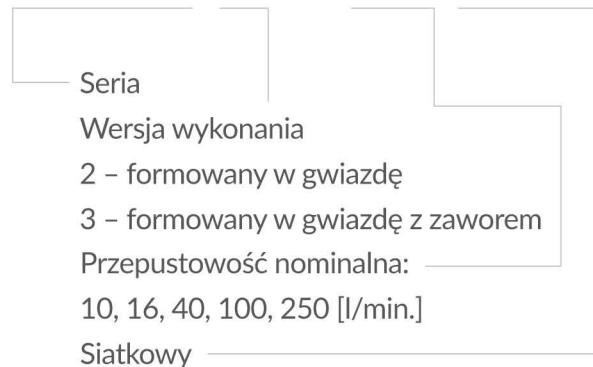 Seria
Wersja wykonania
2 – formowany w gwiazdę
3 – formowany w gwiazdę z zaworem
Przepustowość nominalna:
10, 16, 40, 100, 250 [l/min.]
Siatkowy